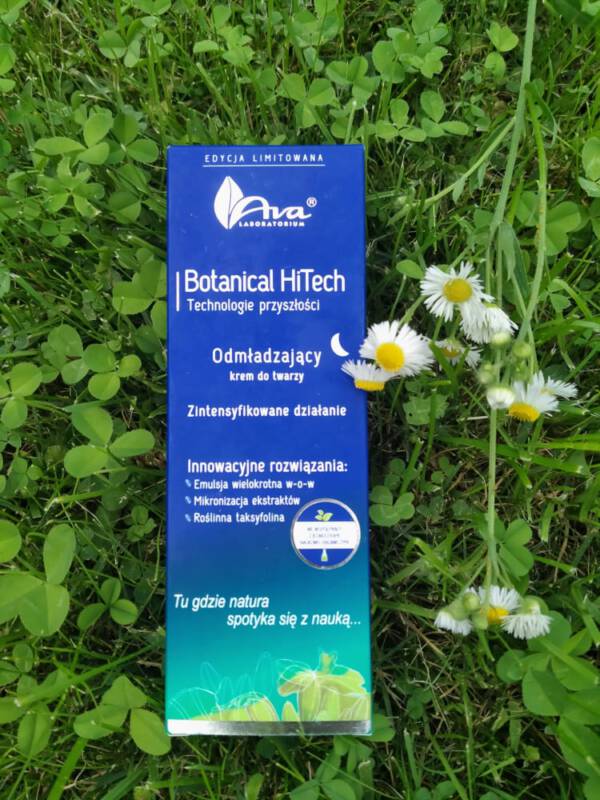 EDYCJA LIMITOWANA
Ava®
LABORATORIUM
Botanical HiTech
Technologie przyszłości
Odmładzający
krem do twarzy
Zintensyfikowane działanie
Innowacyjne rozwiązania:
Emulsja wielokrotna w-o-w
Mikronizacja ekstraktów
Roślinna taksyfolina
Tu gdzie natura
spotyka się z nauką...